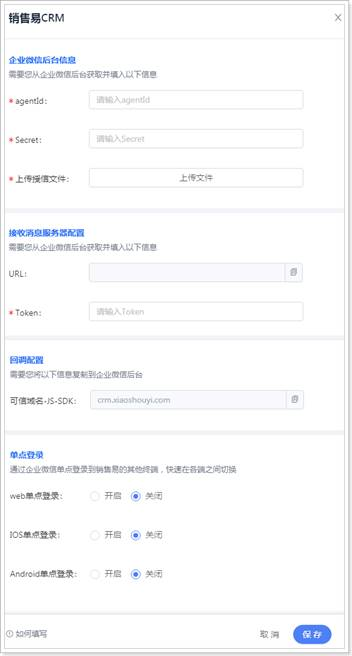 销售易CRM
企业微信后台信息
需要您从企业微信后台获取并填入以下信息
* agentId: 请输入agentId
* Secret: 请输入Secret
* 上传授信文件: 上传文件
接收消息服务器配置
需要您从企业微信后台获取并填入以下信息
URL:
* Token: 请输入Token
回调配置
需要您将以下信息复制到企业微信后台
可信域名-JS-SDK: crm.xiaoshouyi.com
单点登录
通过企业微信单点登录到销售易的其他终端，快速在各端之间切换
web单点登录: 开启 关闭
IOS单点登录: 开启 关闭
Android单点登录: 开启 关闭
如何填写 取消 保存